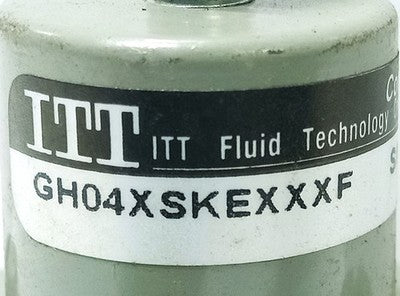 ITT
ITT Fluid Technology
GH04XSKEXXXF